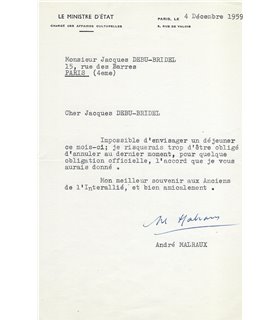 LE MINISTRE D'ÉTAT
CHARGÉ DES AFFAIRES CULTURELLES
PARIS, LE 4 Décembre 1959
3, RUE DE VALOIS
Monsieur Jacques DEBU-BRIDEL
15, rue des Barres
PARIS (4eme)
Cher Jacques DEBU-BRIDEL
Impossible d'envisager un déjeuner
ce mois-ci; je risquerais trop d'être obligé
d'annuler au dernier moment, pour quelque
obligation officielle, l'accord que je vous
aurais donné .
Mon meilleur souvenir aux Anciens
de l'Interallié, et bien amicalement .
Malraux
André MALRAUX